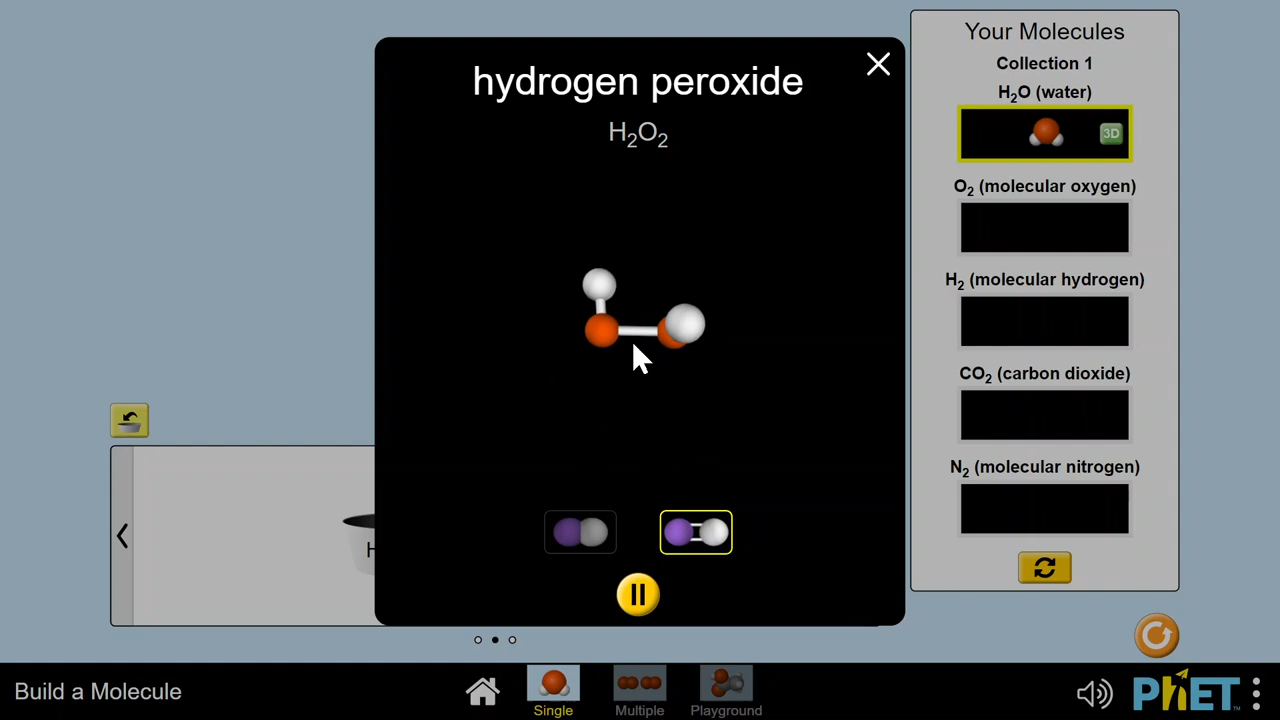 hydrogen peroxide
H₂O₂
Your Molecules
Collection 1
H₂O (water)
3D
O₂ (molecular oxygen)
H₂ (molecular hydrogen)
CO₂ (carbon dioxide)
N₂ (molecular nitrogen)
H
Build a Molecule
Single
Multiple
Playground
PhET